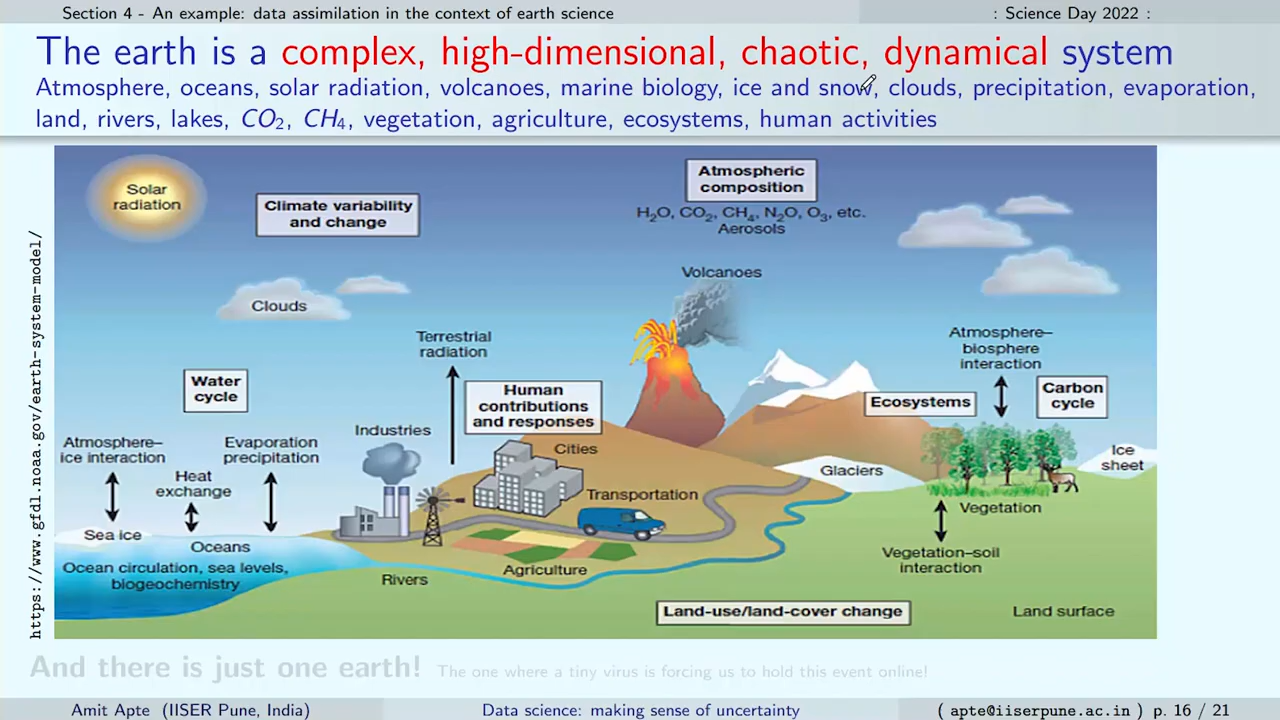 Section 4 - An example: data assimilation in the context of earth science
: Science Day 2022 :
The earth is a complex, high-dimensional, chaotic, dynamical system
Atmosphere, oceans, solar radiation, volcanoes, marine biology, ice and snow, clouds, precipitation, evaporation,
land, rivers, lakes, CO₂, CH₄, vegetation, agriculture, ecosystems, human activities
https://www.gfdl.noaa.gov/earth-system-model/
Solar
radiation
Climate variability
and change
Atmospheric
composition
H₂O, CO₂, CH₄, N₂O, O₃, etc.
Aerosols
Volcanoes
Clouds
Terrestrial
radiation
Atmosphere–
biosphere
interaction
Water
cycle
Human
contributions
and responses
Ecosystems
Carbon
cycle
Atmosphere–
ice interaction
Evaporation
precipitation
Industries
Cities
Heat
exchange
Transportation
Glaciers
Ice
sheet
Vegetation
Sea ice
Oceans
Ocean circulation, sea levels,
biogeochemistry
Rivers
Agriculture
Vegetation–soil
interaction
Land-use/land-cover change
Land surface
And there is just one earth! The one where a tiny virus is forcing us to hold this event online!
Amit Apte (IISER Pune, India)
Data science: making sense of uncertainty
( apte@iiserpune.ac.in ) p. 16 / 21